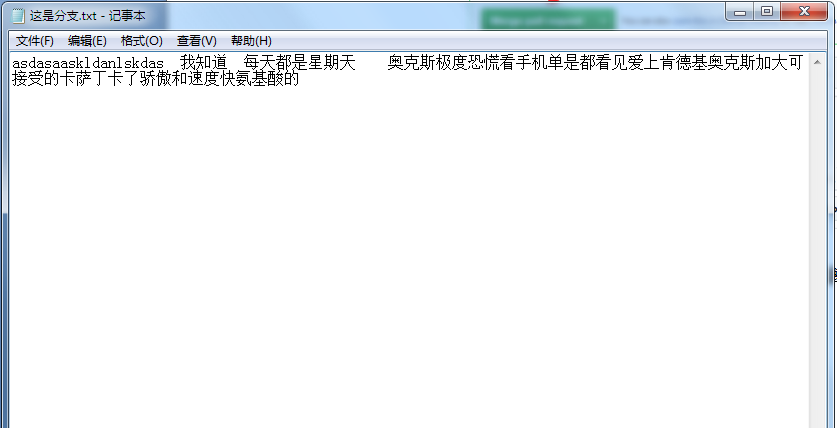 这是分支.txt - 记事本
文件(F) 编辑(E) 格式(O) 查看(V) 帮助(H)
asdasaaskldanlskdas 我知道 每天都是星期天 奥克斯极度恐慌看手机单是都看见爱上肯德基奥克斯加大可
接受的卡萨丁卡了骄傲和速度快氨基酸的